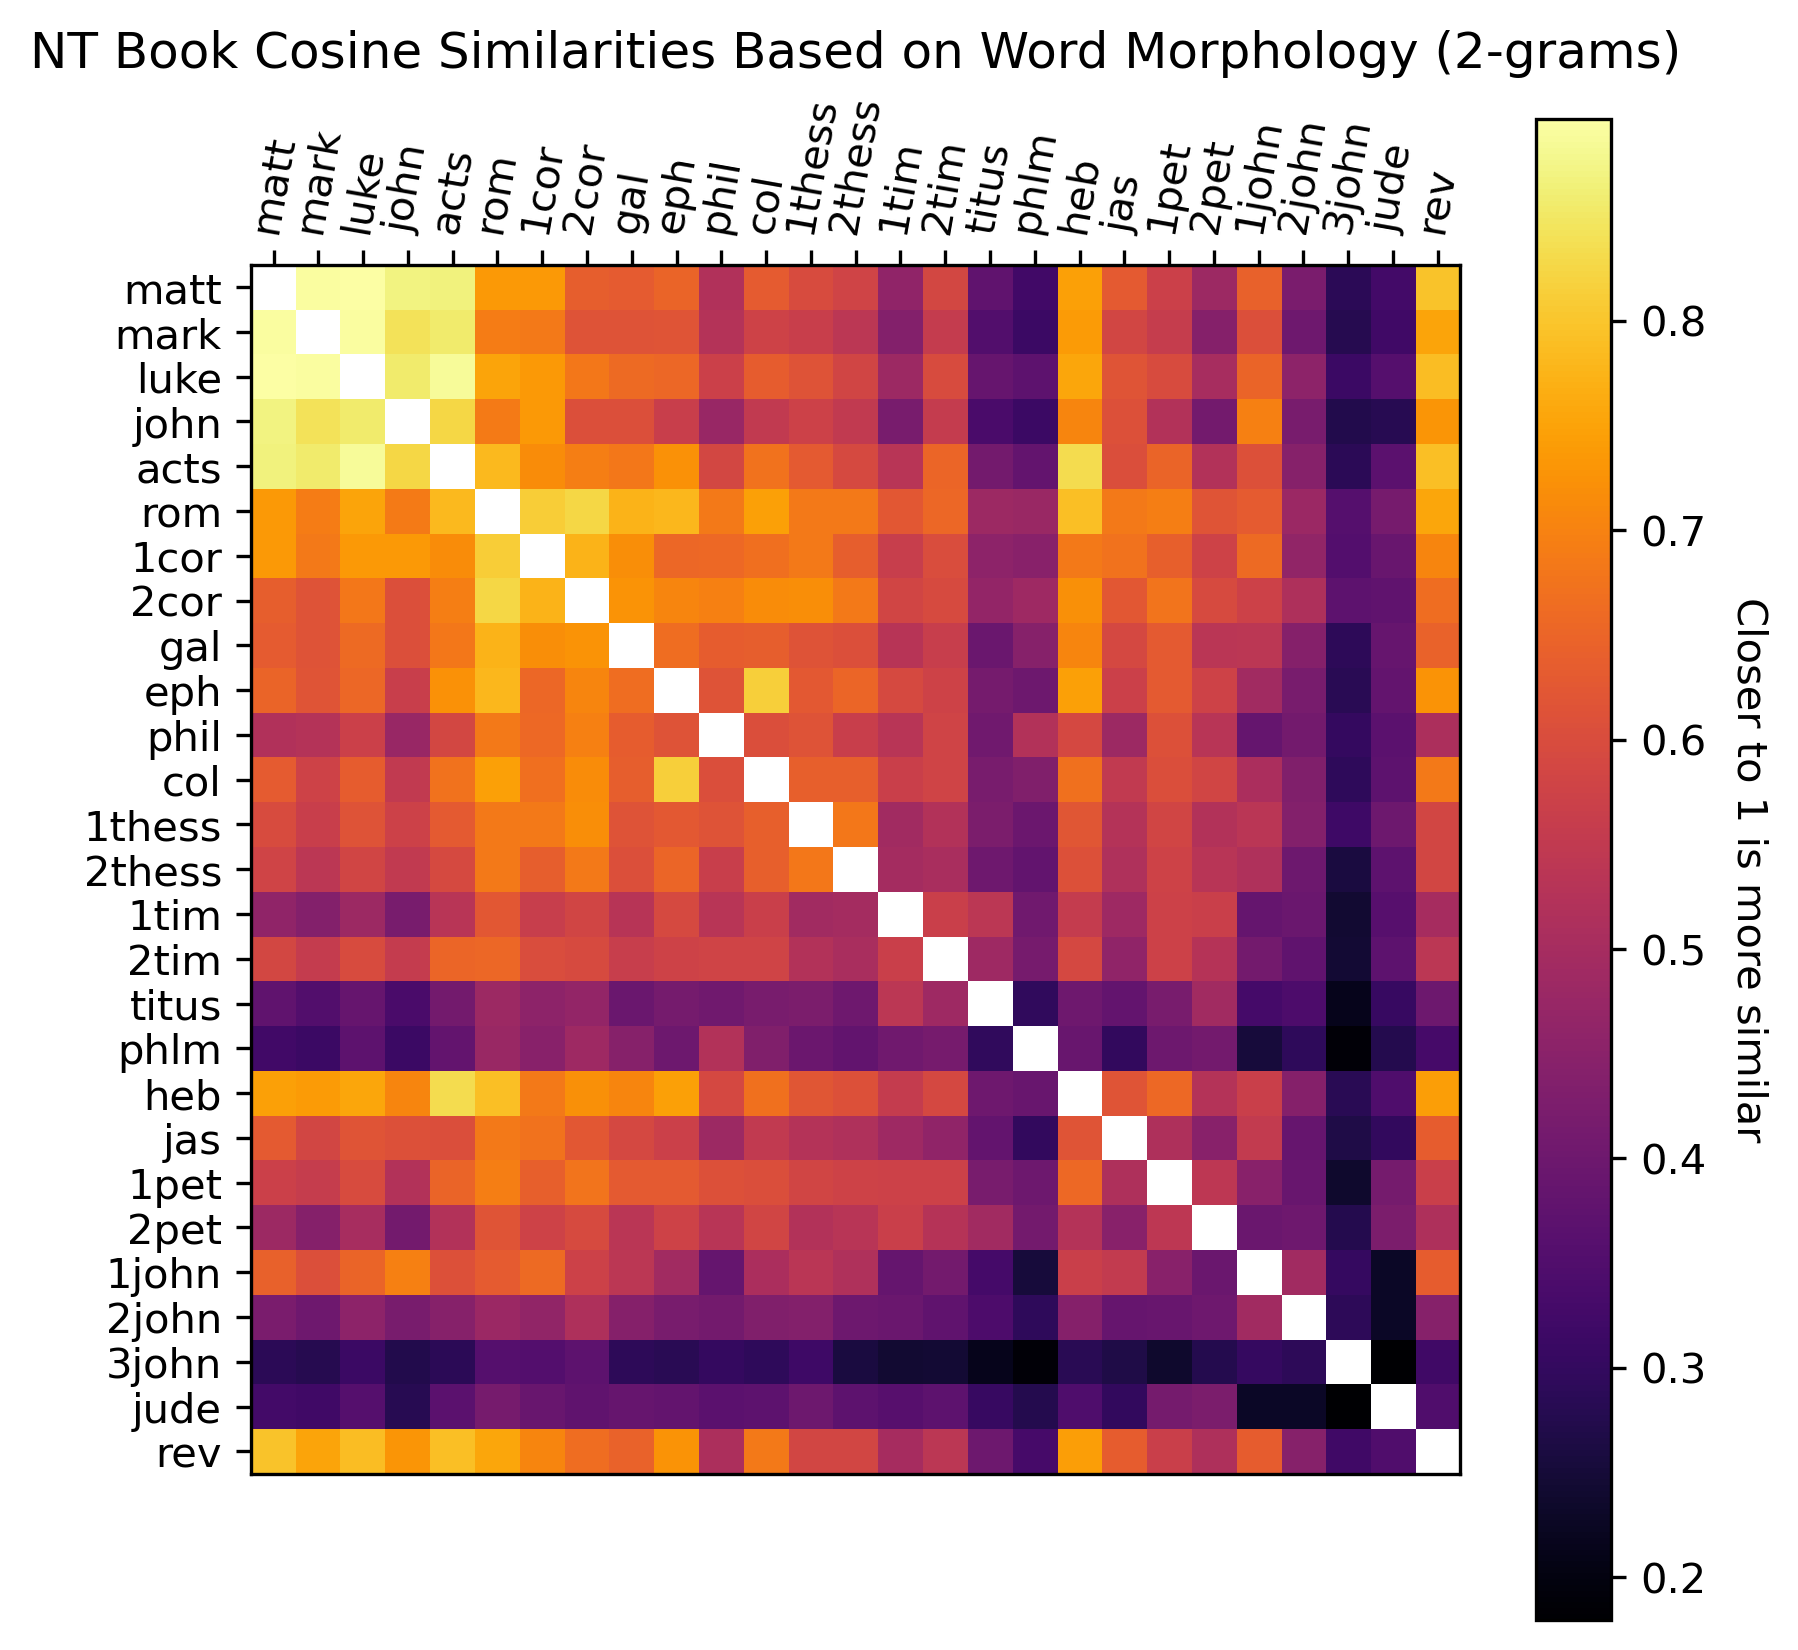 NT Book Cosine Similarities Based on Word Morphology (2-grams)
matt mark luke john acts rom 1cor 2cor gal eph phil col 1thess 2thess 1tim 2tim titus phlm heb jas 1pet 2pet 1john 2john 3john jude rev
matt
mark
luke
john
acts
rom
1cor
2cor
gal
eph
phil
col
1thess
2thess
1tim
2tim
titus
phlm
heb
jas
1pet
2pet
1john
2john
3john
jude
rev
0.8
0.7
0.6
0.5
0.4
0.3
0.2
Closer to 1 is more similar